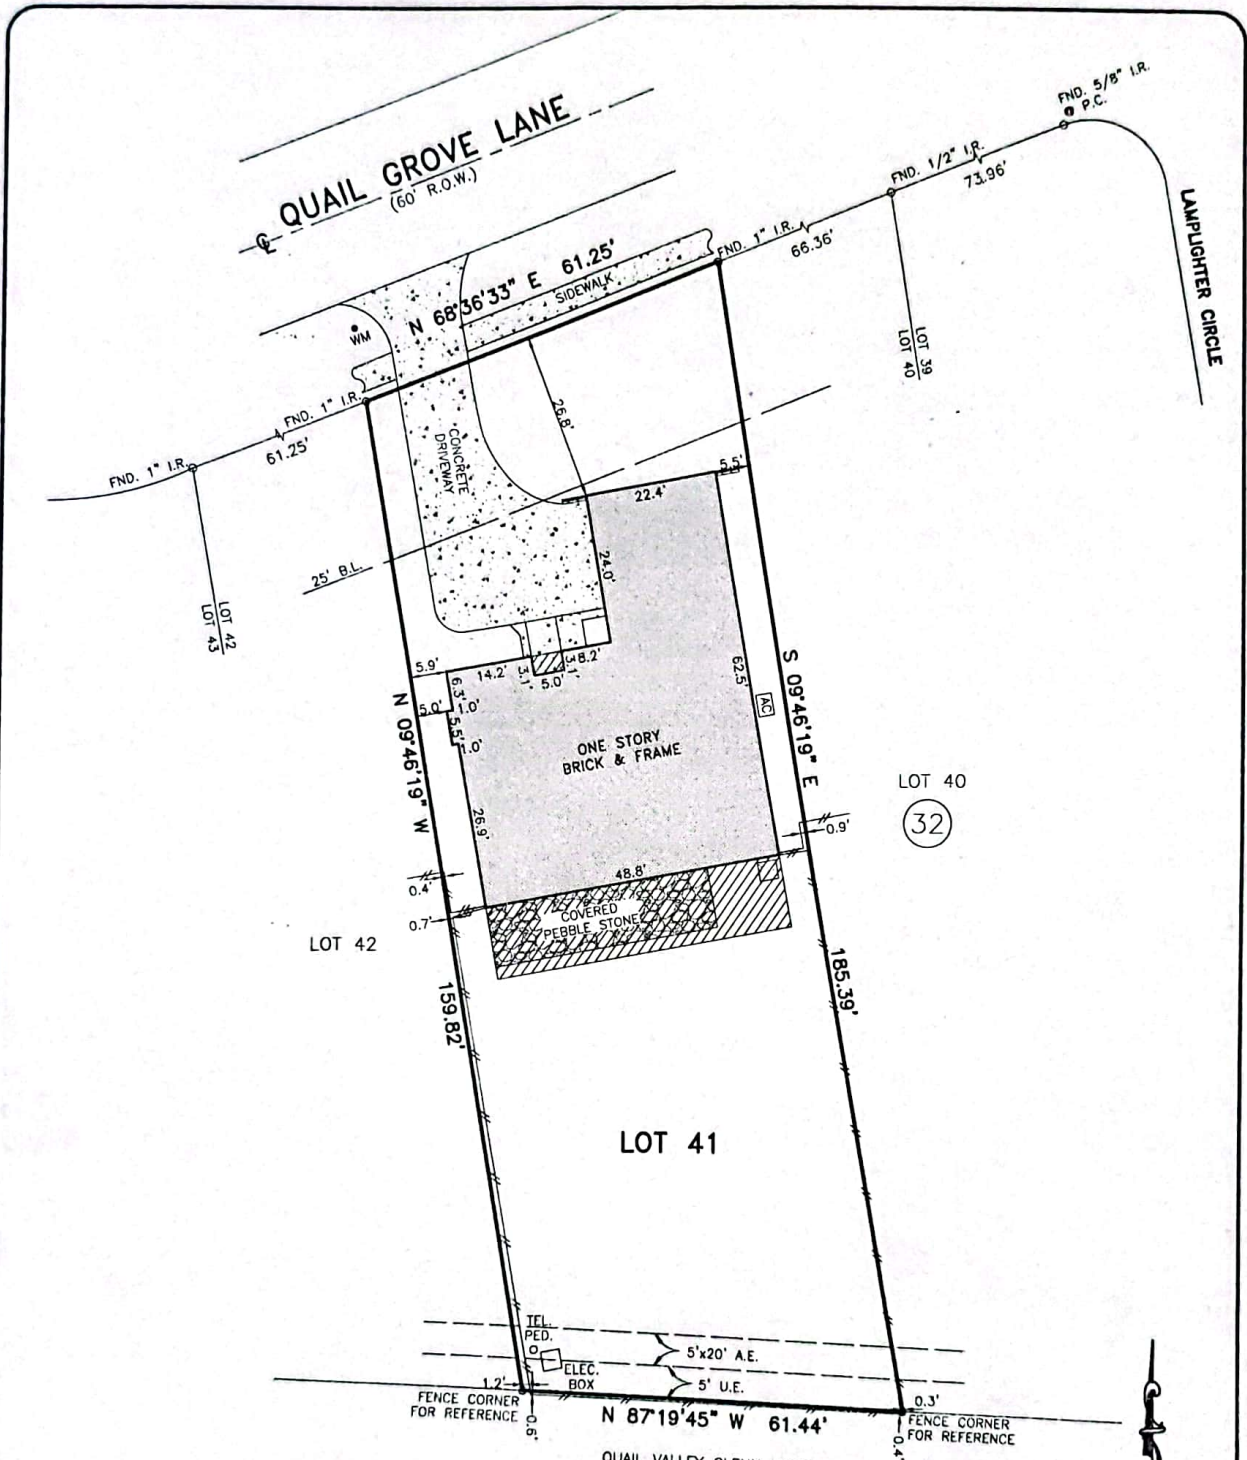 FND. 5/8" I.R.
P.C.
QUAIL GROVE LANE
(60' R.O.W.)
FND. 1/2" I.R.
73.96'
LAMPLIGHTER CIRCLE
FND. 1" I.R.
66.36'
N 68°36'33" E 61.25'
SIDEWALK
WM
LOT 39
LOT 40
FND. 1" I.R.
61.25'
FND. 1" I.R.
26.8'
CONCRETE
DRIVEWAY
5.5'
22.4'
25' B.L.
24.0'
LOT 42
LOT 43
5.9'
14.2'
3.1'
5.0'
3.1'
8.2'
6.3'
1.0'
5.0'
5.5'
1.0'
62.5'
AC
S 09°46'19" E
N 09°46'19" W
ONE STORY
BRICK & FRAME
LOT 40
32
26.9'
0.9'
48.8'
0.4'
0.7'
COVERED
PEBBLE STONE
LOT 42
159.82'
185.39'
LOT 41
TEL.
PED.
5'x20' A.E.
ELEC.
BOX
5' U.E.
1.2'
FENCE CORNER
FOR REFERENCE
0.6'
N 87°19'45" W 61.44'
0.3'
FENCE CORNER
FOR REFERENCE
0.4'